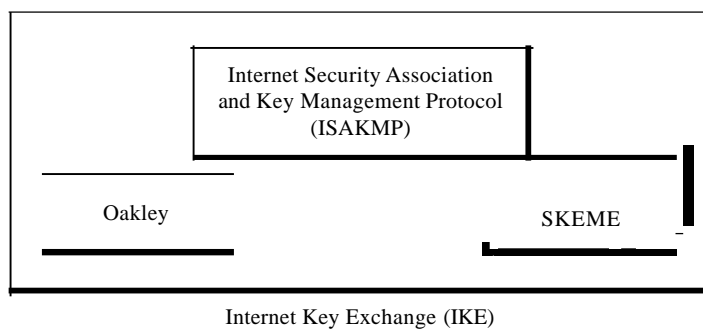 Internet Security Association
and Key Management Protocol
(ISAKMP)
Oakley
SKEME
Internet Key Exchange (IKE)